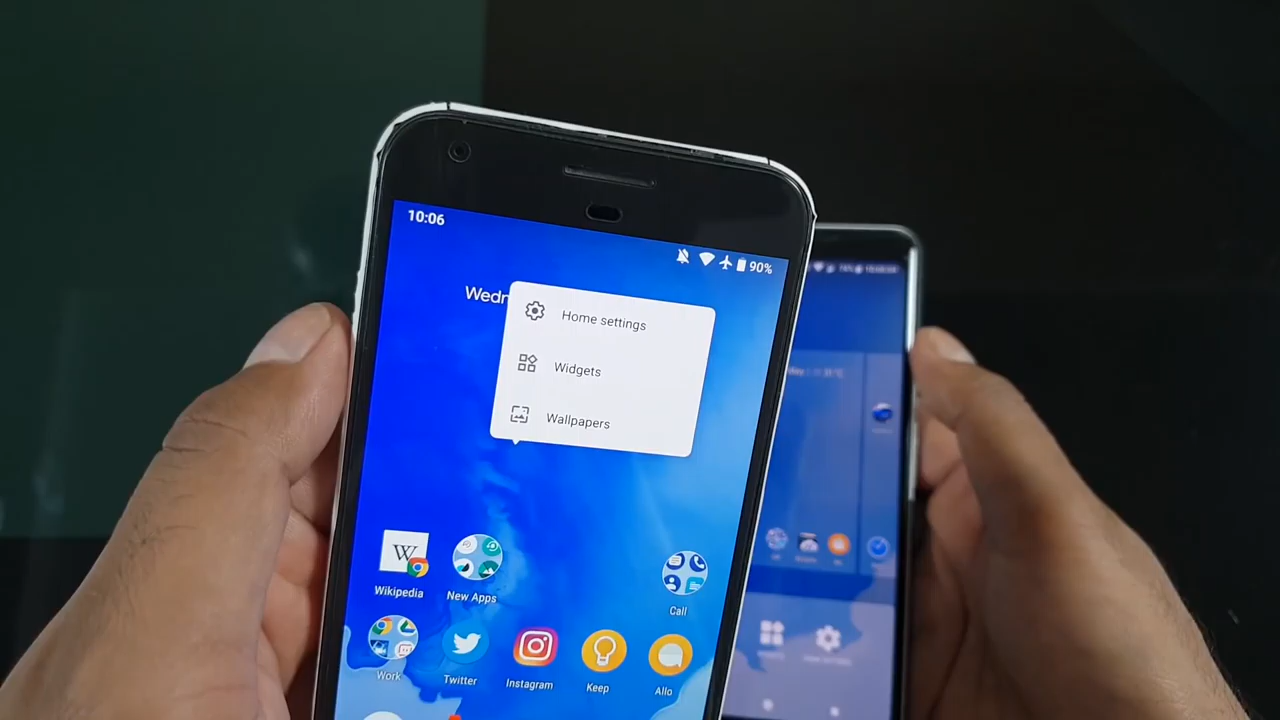 10:06
90%
Wedn
Home settings
Widgets
Wallpapers
W
Wikipedia
New Apps
Call
Work
Twitter
Instagram
Keep
Allo